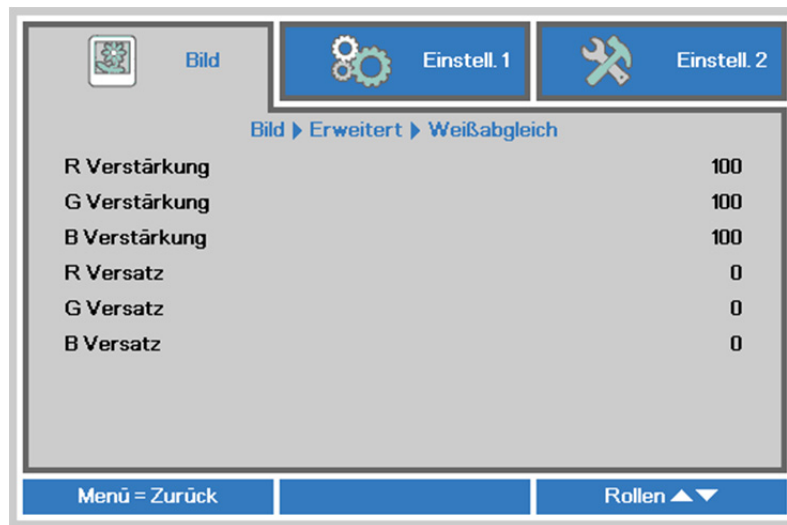 Bild
Einstell. 1
Einstell. 2
Bild ▶ Erweitert ▶ Weißabgleich
R Verstärkung 100
G Verstärkung 100
B Verstärkung 100
R Versatz 0
G Versatz 0
B Versatz 0
Menü = Zurück
Rollen ▲▼